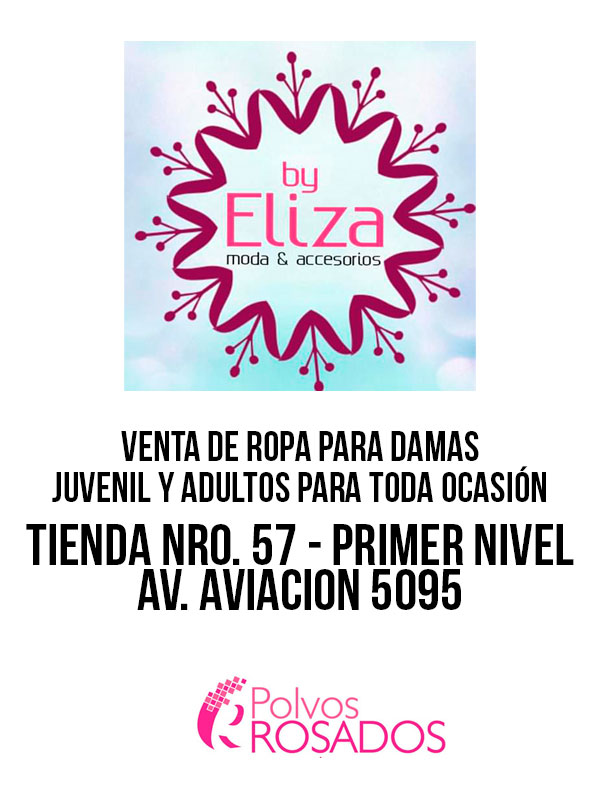 by
Eliza
moda & accesorios
VENTA DE ROPA PARA DAMAS
JUVENIL Y ADULTOS PARA TODA OCASIÓN
TIENDA NRO. 57 - PRIMER NIVEL
AV. AVIACION 5095
Polvos
ROSADOS